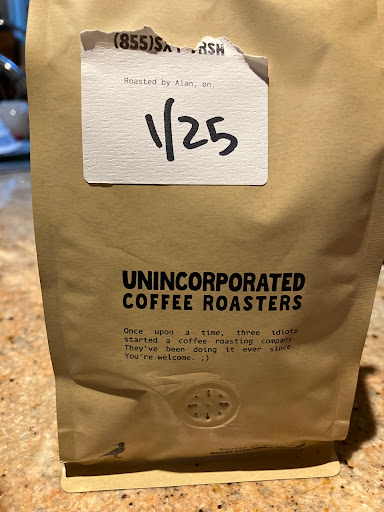 (855)
Roasted by Alan, on
1/25
UNINCORPORATED
COFFEE ROASTERS
Once upon a time, three idiots
started a coffee roasting company.
They've been doing it ever since.
You're welcome. ;)